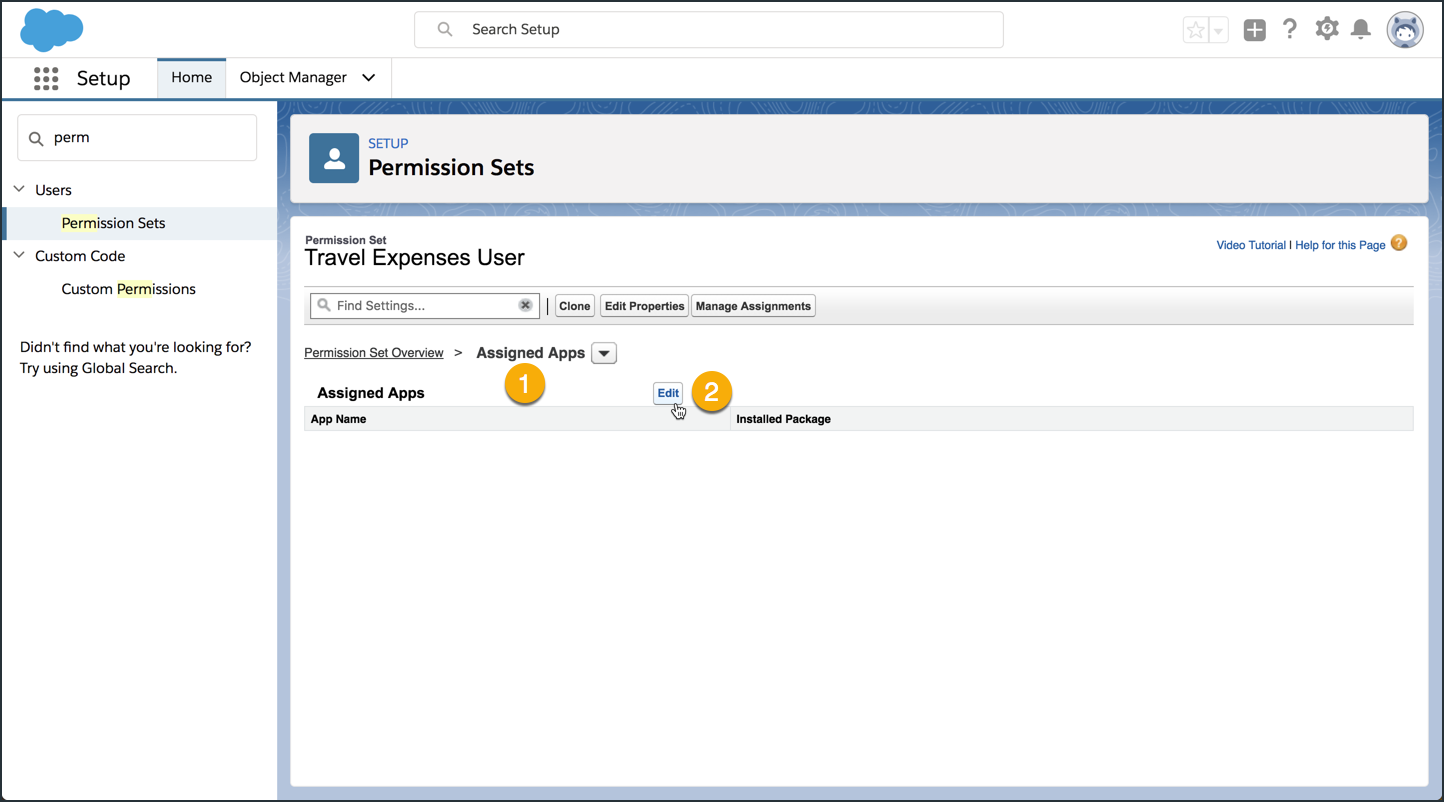 Search Setup
Setup
Home
Object Manager
perm
Users
Permission Sets
Custom Code
Custom Permissions
Didn't find what you're looking for?
Try using Global Search.
SETUP
Permission Sets
Permission Set
Travel Expenses User
Video Tutorial | Help for this Page ?
Find Settings... | Clone Edit Properties Manage Assignments
Permission Set Overview > Assigned Apps
1
Assigned Apps Edit 2
App Name Installed Package